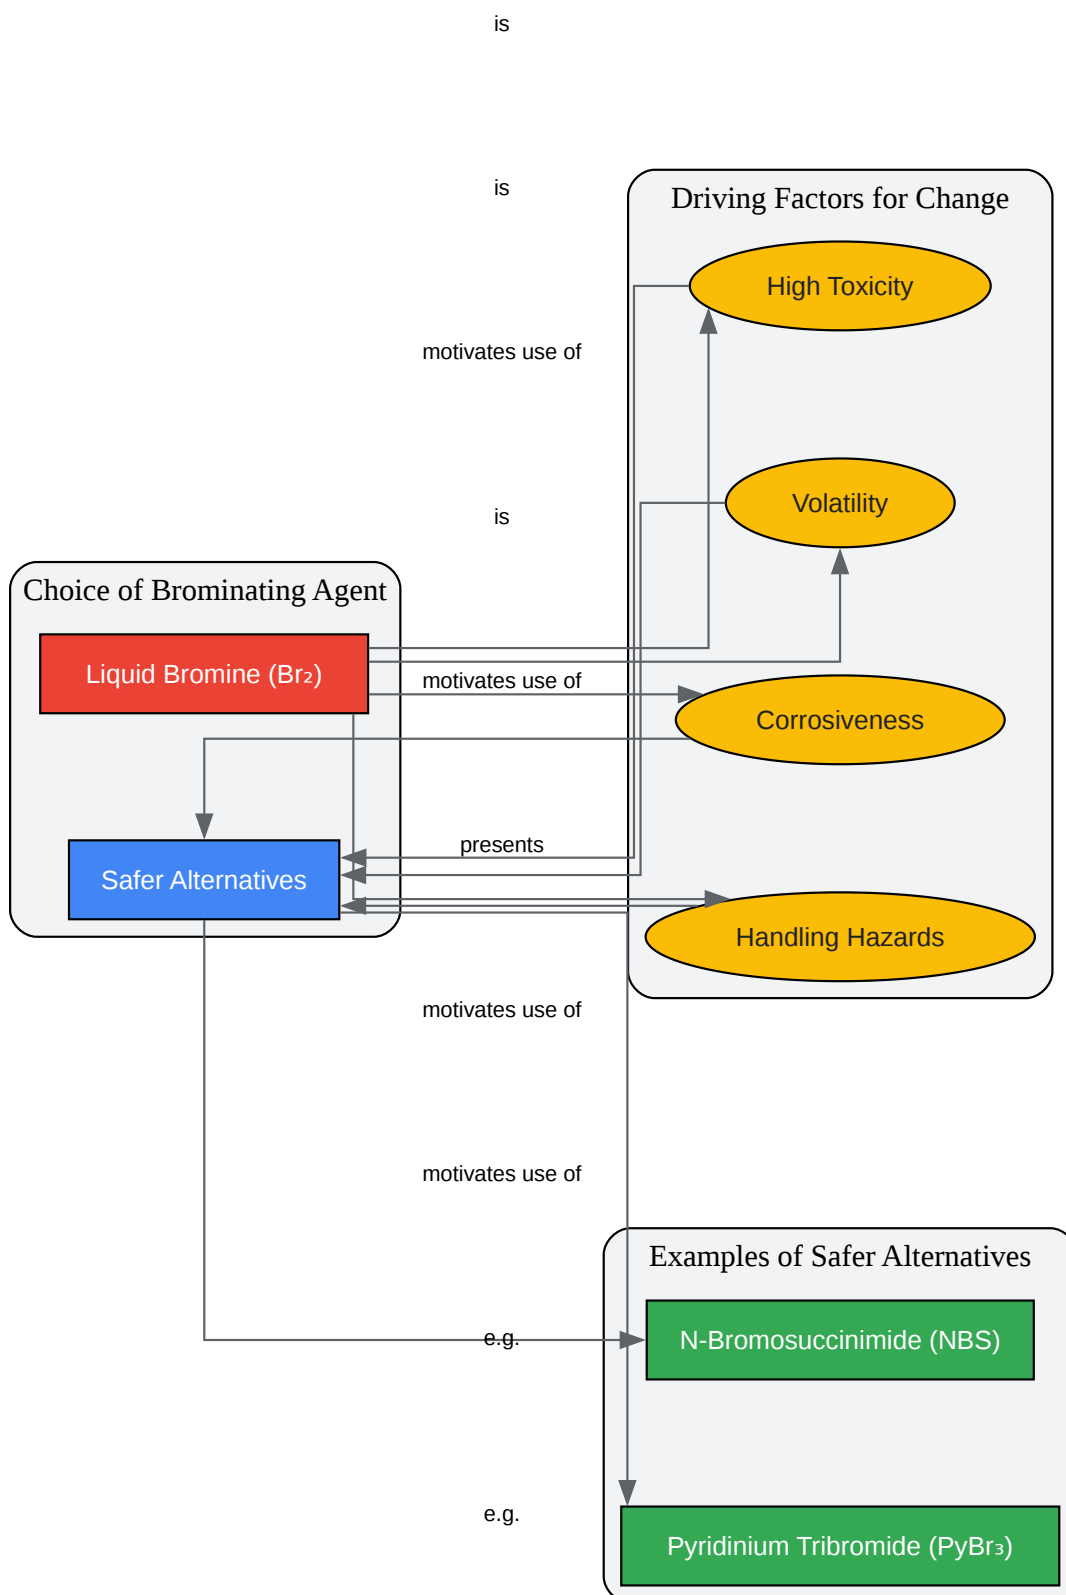 is
is
Driving Factors for Change
High Toxicity
motivates use of
Volatility
is
Choice of Brominating Agent
Liquid Bromine (Br₂)
motivates use of
Corrosiveness
presents
Safer Alternatives
Handling Hazards
motivates use of
motivates use of
Examples of Safer Alternatives
e.g.
N-Bromosuccinimide (NBS)
e.g.
Pyridinium Tribromide (PyBr₃)